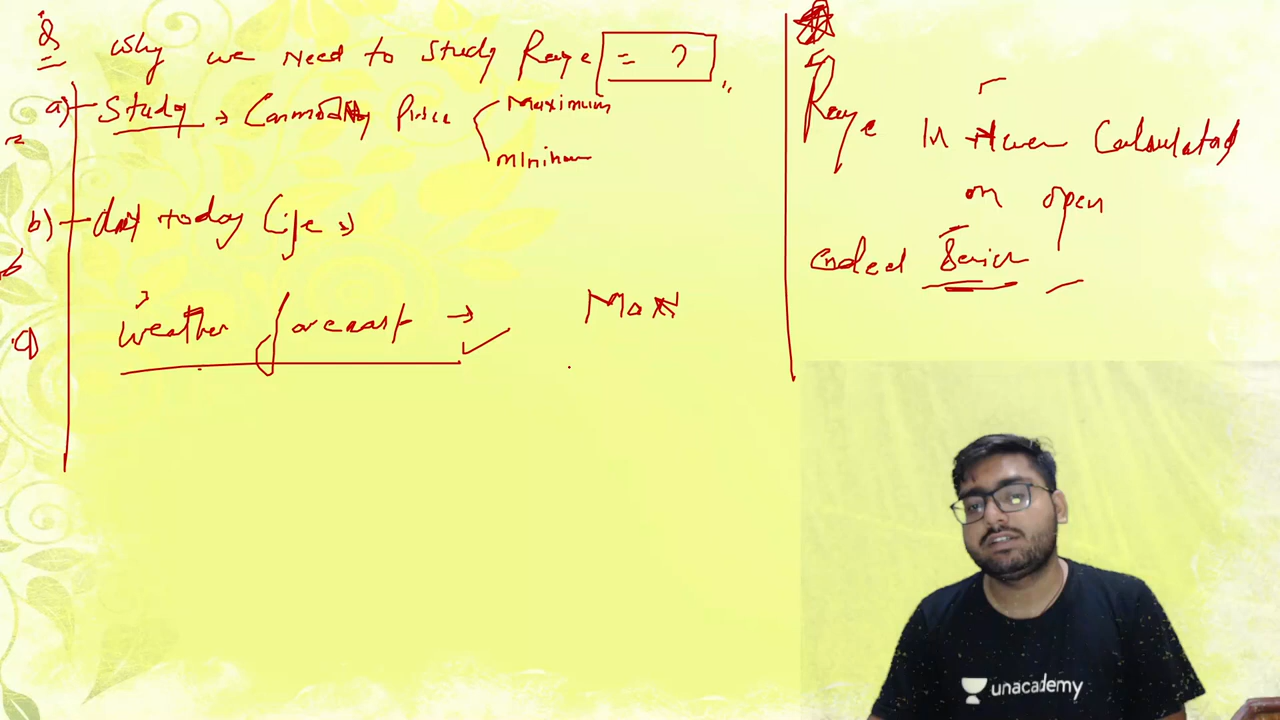 Q Why we need to study Range = ?
a) Study → Commodity Price
Maximum
Minimum
b) day today life →
c) Weather forecast → Max
Range is never calculated
on open
ended series
unacademy